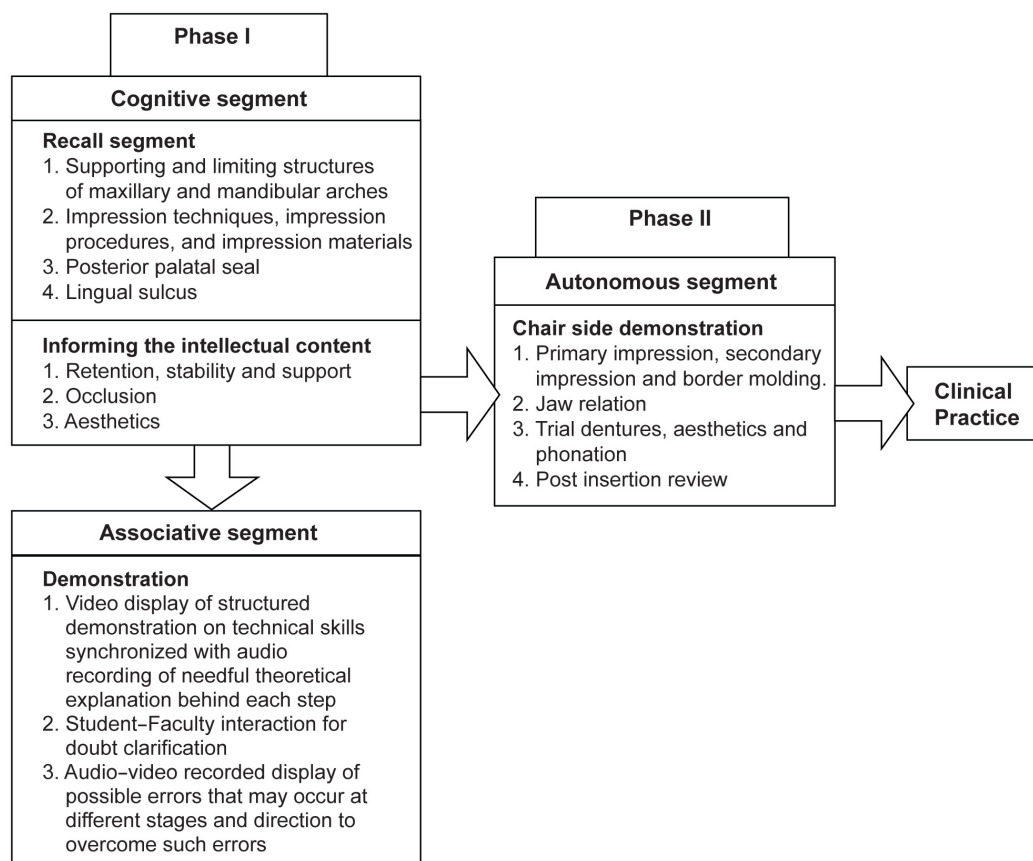 Phase I
Cognitive segment
Recall segment
1. Supporting and limiting structures
of maxillary and mandibular arches
2. Impression techniques, impression
procedures, and impression materials
3. Posterior palatal seal
4. Lingual sulcus
Informing the intellectual content
1. Retention, stability and support
2. Occlusion
3. Aesthetics
Associative segment
Demonstration
1. Video display of structured
demonstration on technical skills
synchronized with audio
recording of needful theoretical
explanation behind each step
2. Student–Faculty interaction for
doubt clarification
3. Audio–video recorded display of
possible errors that may occur at
different stages and direction to
overcome such errors
Phase II
Autonomous segment
Chair side demonstration
1. Primary impression, secondary
impression and border molding.
2. Jaw relation
3. Trial dentures, aesthetics and
phonation
4. Post insertion review
Clinical
Practice